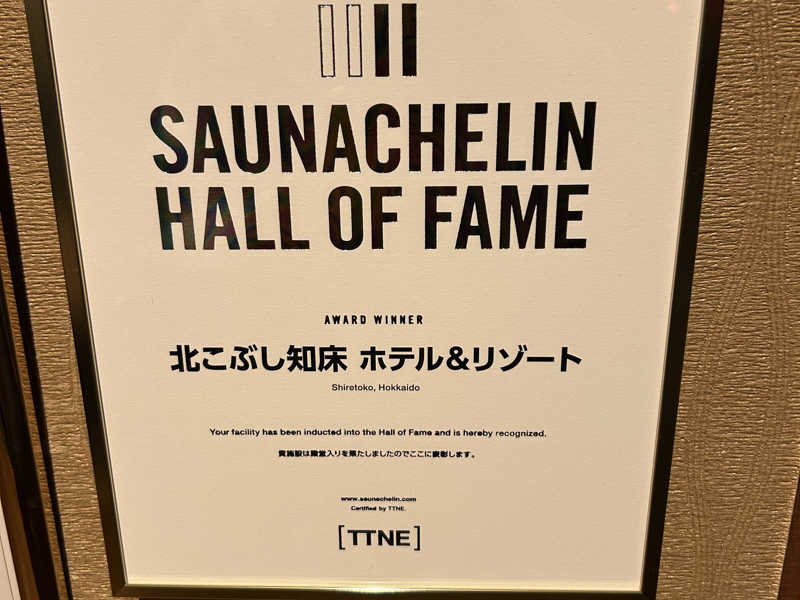 SAUNACHELIN
HALL OF FAME
AWARD WINNER
北こぶし知床 ホテル&リゾート
Shiretoko, Hokkaido
Your facility has been inducted into the Hall of Fame and is hereby recognized.
貴施設は殿堂入りを果たしましたのでここに表彰します。
www.saunachelin.com
Certified by TTNE.
[TTNE]